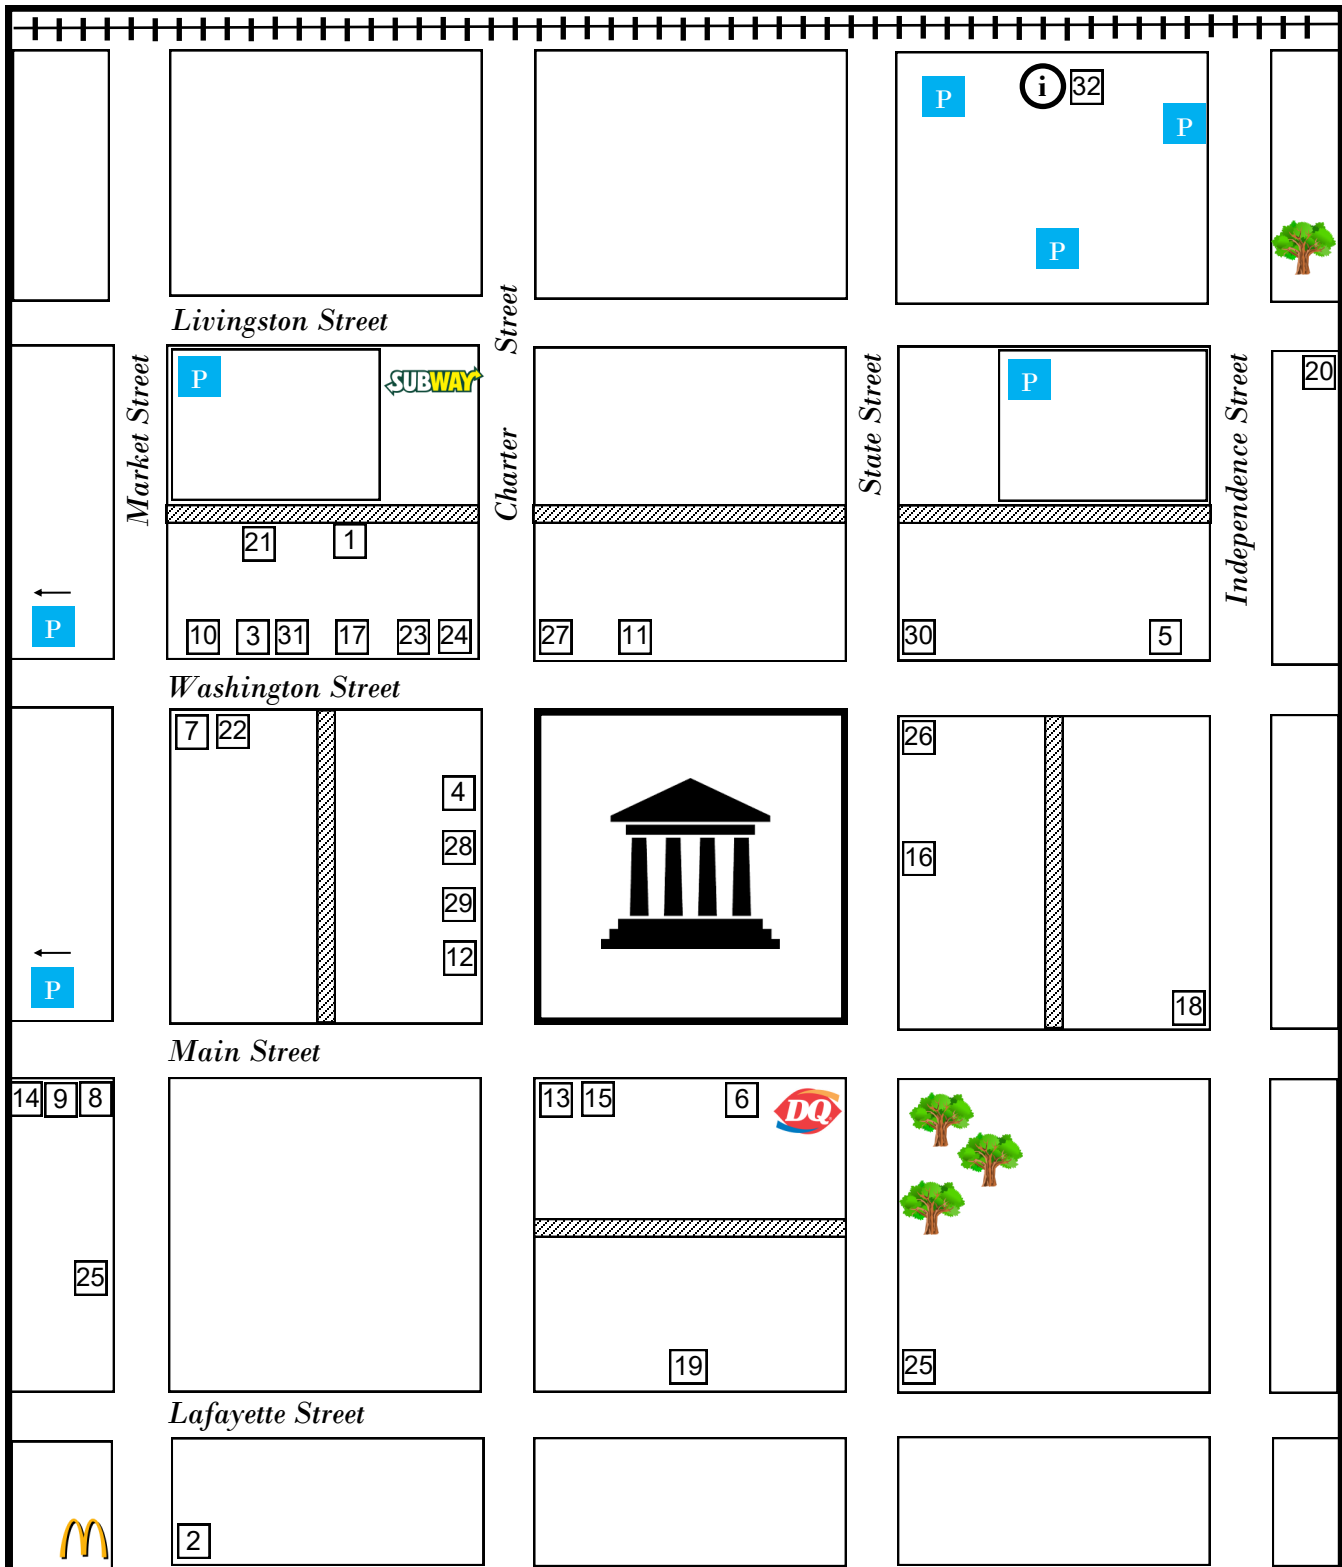 P
i 32
P
P
Livingston Street
Charter Street
Market Street
P
SUBWAY
State Street
P
Independence Street
20
21
1
P
10
3
31
17
23
24
27
11
30
5
Washington Street
7
22
26
4
28
16
29
12
P
18
Main Street
14
9
8
13
15
6
DQ
25
19
25
Lafayette Street
M
2